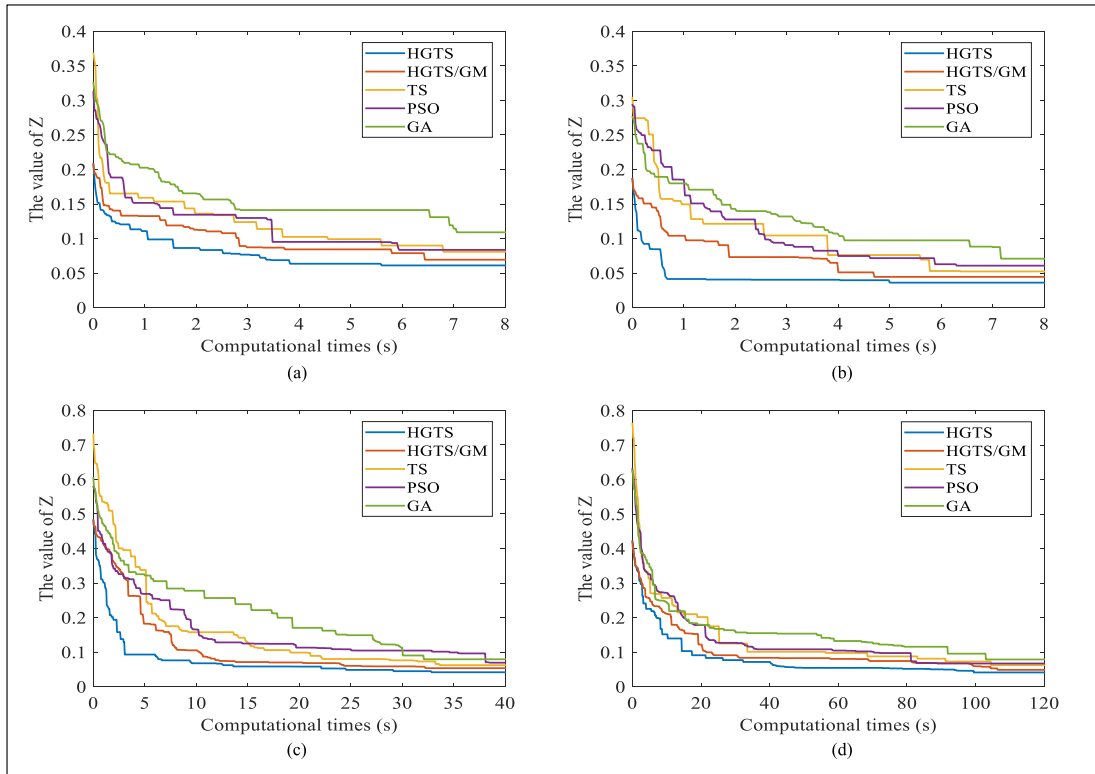 0.4
0.35
0.3
0.25
0.2
0.15
0.1
0.05
0
The value of Z
HGTS
HGTS/GM
TS
PSO
GA
0 1 2 3 4 5 6 7 8
Computational times (s)
(a)
0.4
0.35
0.3
0.25
0.2
0.15
0.1
0.05
0
The value of Z
HGTS
HGTS/GM
TS
PSO
GA
0 1 2 3 4 5 6 7 8
Computational times (s)
(b)
0.8
0.7
0.6
0.5
0.4
0.3
0.2
0.1
0
The value of Z
HGTS
HGTS/GM
TS
PSO
GA
0 5 10 15 20 25 30 35 40
Computational times (s)
(c)
0.8
0.7
0.6
0.5
0.4
0.3
0.2
0.1
0
The value of Z
HGTS
HGTS/GM
TS
PSO
GA
0 20 40 60 80 100 120
Computational times (s)
(d)